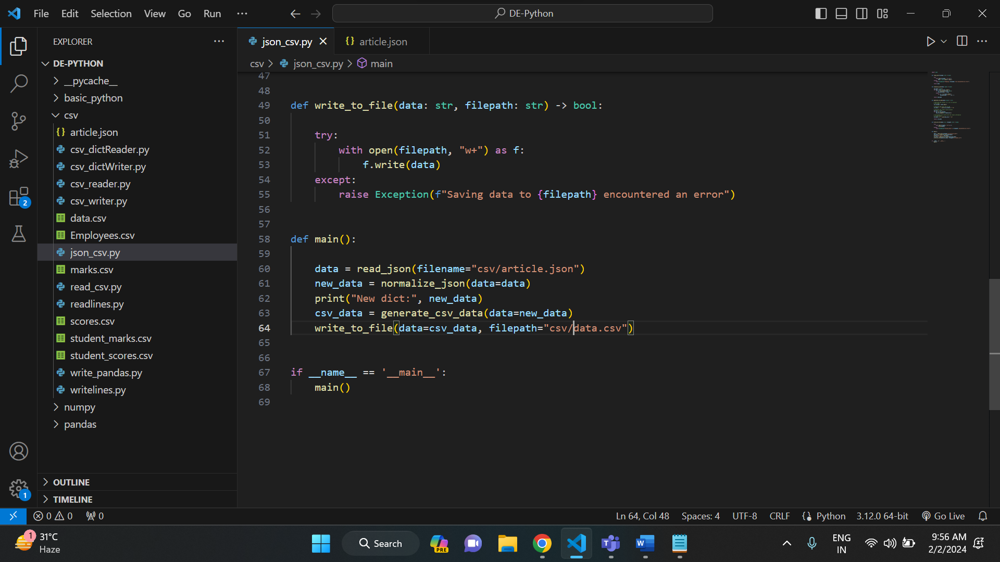 File Edit Selection View Go Run ···
DE-Python
EXPLORER ···
DE-PYTHON
__pycache__
basic_python
csv
{} article.json
csv_dictReader.py
csv_dictWriter.py
csv_reader.py
csv_writer.py
data.csv
Employees.csv
json_csv.py
marks.csv
read_csv.py
readlines.py
scores.csv
student_marks.csv
student_scores.csv
write_pandas.py
writelines.py
numpy
pandas
OUTLINE
TIMELINE
2
1
json_csv.py
{} article.json
csv > json_csv.py > main
47
48
49 def write_to_file(data: str, filepath: str) -> bool:
50
51 try:
52 with open(filepath, "w+") as f:
53 f.write(data)
54 except:
55 raise Exception(f"Saving data to {filepath} encountered an error")
56
57
58 def main():
59
60 data = read_json(filename="csv/article.json")
61 new_data = normalize_json(data=data)
62 print("New dict:", new_data)
63 csv_data = generate_csv_data(data=new_data)
64 write_to_file(data=csv_data, filepath="csv/data.csv")
65
66
67 if __name__ == '__main__':
68 main()
69
0 0 0
Ln 64, Col 48 Spaces: 4 UTF-8 CRLF {} Python 3.12.0 64-bit Go Live
1
31°C
Haze
Search
PRE
ENG
IN
9:56 AM
2/2/2024